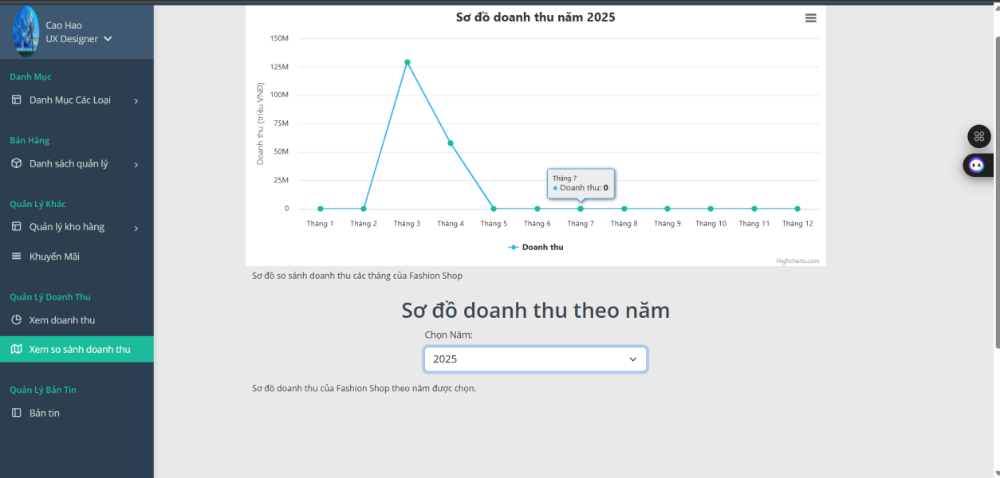 Cao Hao
UX Designer
Danh Mục
Danh Mục Các Loại
Bán Hàng
Danh sách quản lý
Quản Lý Khác
Quản lý kho hàng
Khuyến Mãi
Quản Lý Doanh Thu
Xem doanh thu
Xem so sánh doanh thu
Quản Lý Bản Tin
Bản tin
Sơ đồ doanh thu năm 2025
Doanh thu (triệu VNĐ)
150M
125M
100M
75M
50M
25M
0
Tháng 7
Doanh thu: 0
Tháng 1 Tháng 2 Tháng 3 Tháng 4 Tháng 5 Tháng 6 Tháng 7 Tháng 8 Tháng 9 Tháng 10 Tháng 11 Tháng 12
Doanh thu
Highcharts.com
Sơ đồ so sánh doanh thu các tháng của Fashion Shop
Sơ đồ doanh thu theo năm
Chọn Năm:
2025
Sơ đồ doanh thu của Fashion Shop theo năm được chọn.